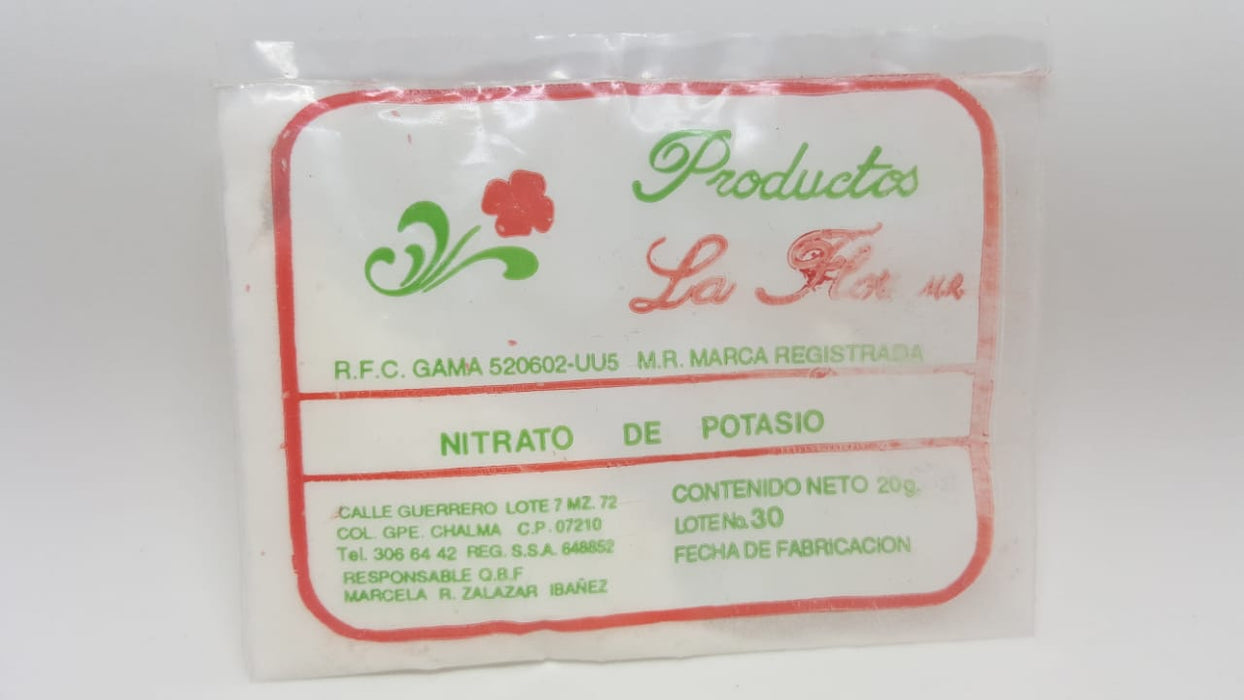 Productos
La Flor M.R.
R.F.C. GAMA 520602-UU5 M.R. MARCA REGISTRADA
NITRATO DE POTASIO
CALLE GUERRERO LOTE 7 MZ. 72
COL. GPE. CHALMA C.P. 07210
Tel. 306 64 42 REG. S.S.A. 648852
RESPONSABLE Q.B.F
MARCELA R. ZALAZAR IBAÑEZ
CONTENIDO NETO 20g.
LOTE No. 30
FECHA DE FABRICACION